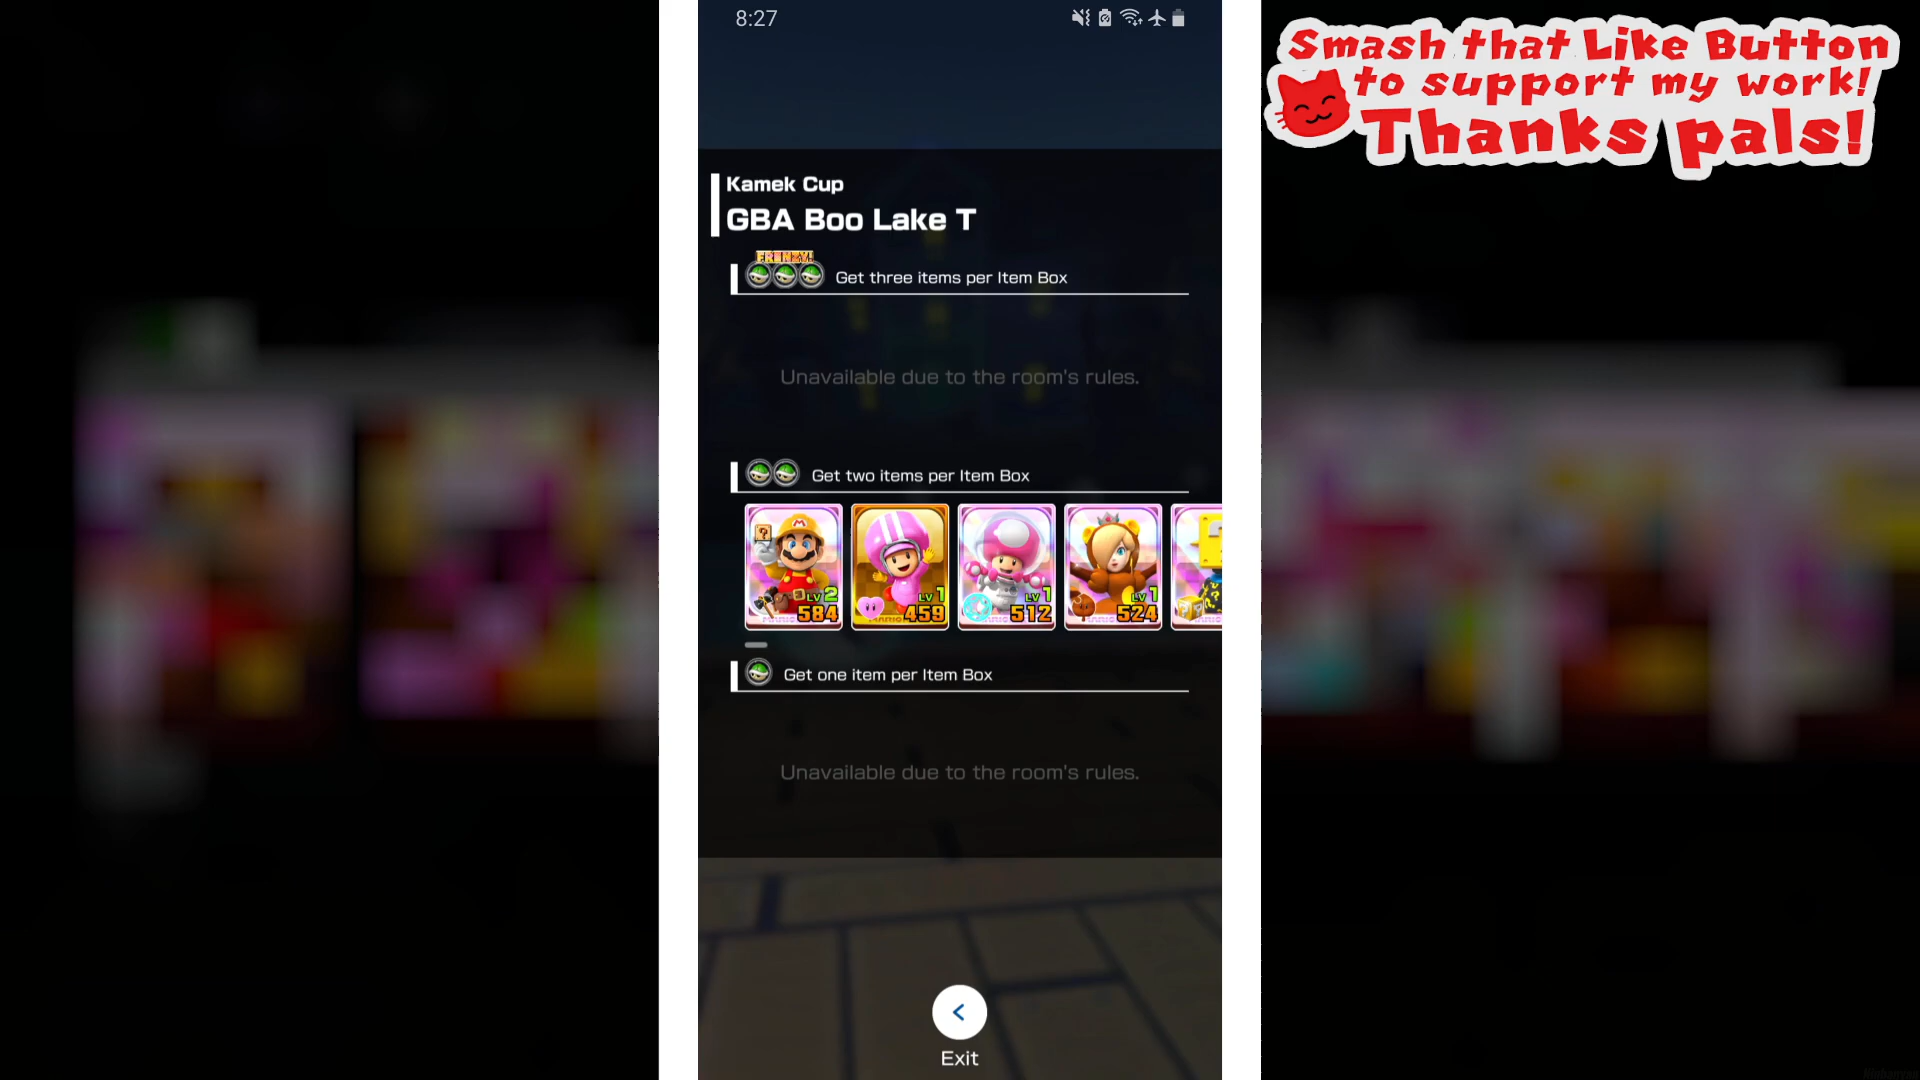 8:27
Smash that Like Button
to support my work!
Thanks pals!
Kamek Cup
GBA Boo Lake T
FRENZY!
Get three items per Item Box
Unavailable due to the room's rules.
Get two items per Item Box
LV 2
584
LV 1
459
LV 1
512
LV 1
524
Get one item per Item Box
Unavailable due to the room's rules.
Exit